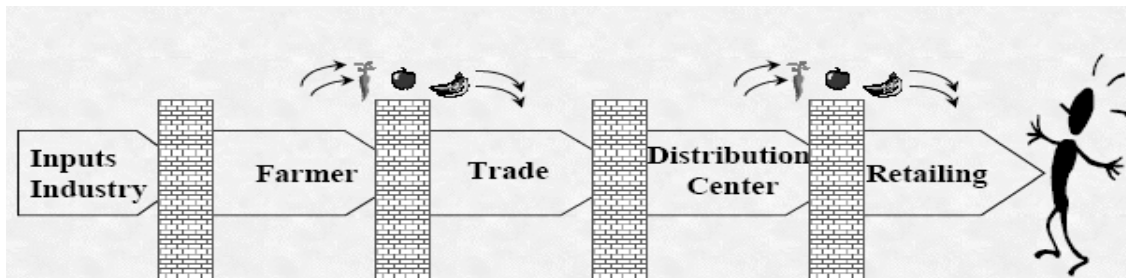 Inputs
Industry
Farmer
Trade
Distribution
Center
Retailing